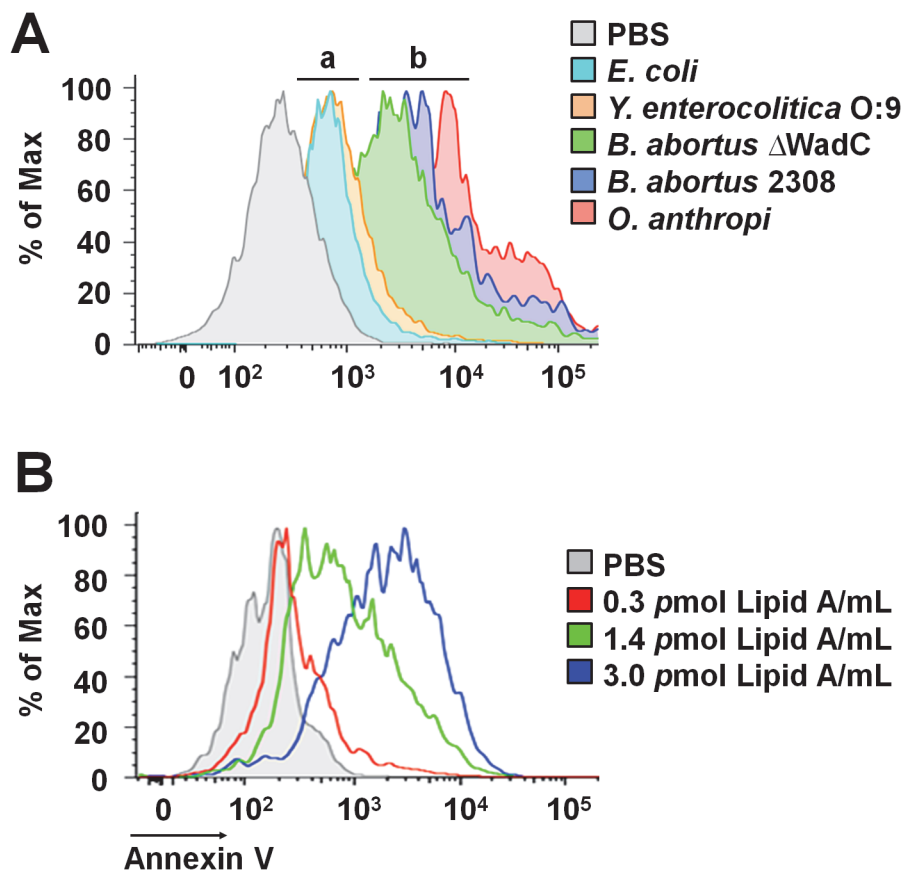 A
a b
PBS
E. coli
Y. enterocolitica O:9
B. abortus ΔWadC
B. abortus 2308
O. anthropi
% of Max
100
80
60
40
20
0
0 10² 10³ 10⁴ 10⁵
B
PBS
0.3 pmol Lipid A/mL
1.4 pmol Lipid A/mL
3.0 pmol Lipid A/mL
% of Max
100
80
60
40
20
0
0 10² 10³ 10⁴ 10⁵
Annexin V